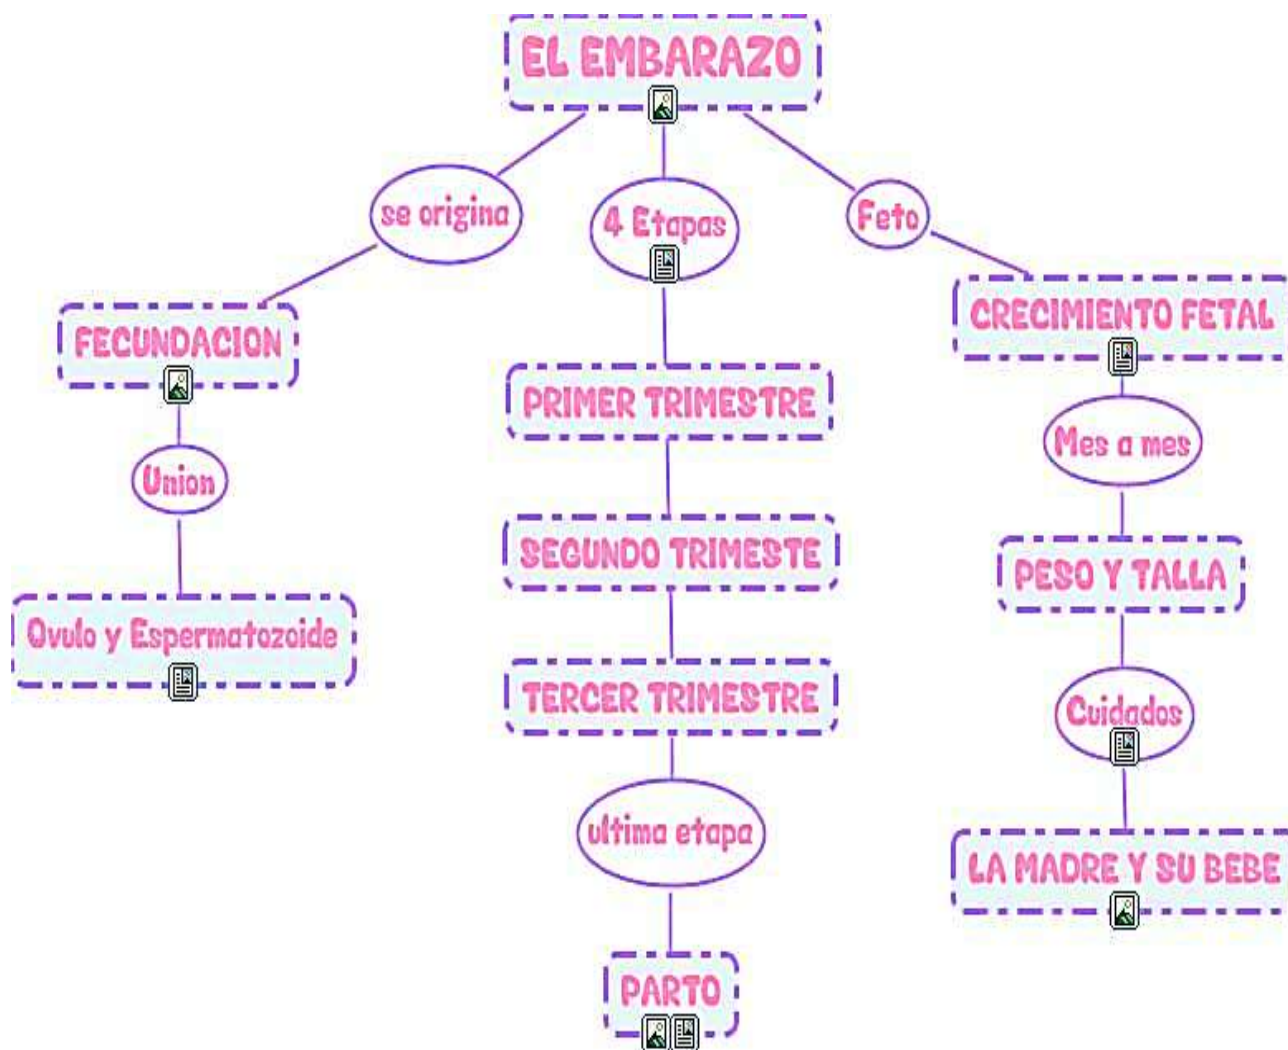 EL EMBARAZO
se origina
4 Etapas
Feto
FECUNDACION
CRECIMIENTO FETAL
PRIMER TRIMESTRE
Mes a mes
Union
SEGUNDO TRIMESTE
PESO Y TALLA
Ovulo y Espermatozoide
TERCER TRIMESTRE
Cuidados
ultima etapa
LA MADRE Y SU BEBE
PARTO